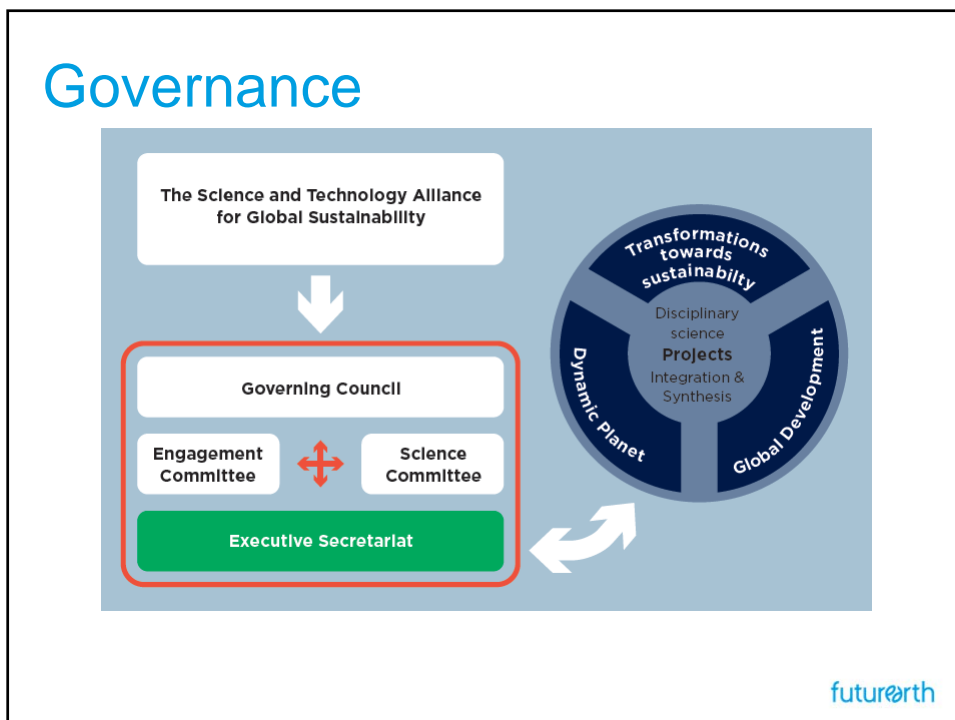 Governance
The Science and Technology Alliance
for Global Sustainability
Governing Council
Engagement
Committee
Science
Committee
Executive Secretariat
Transformations
towards
sustainabilty
Disciplinary
science
Projects
Integration &
Synthesis
Dynamic Planet
Global Development
futurearth